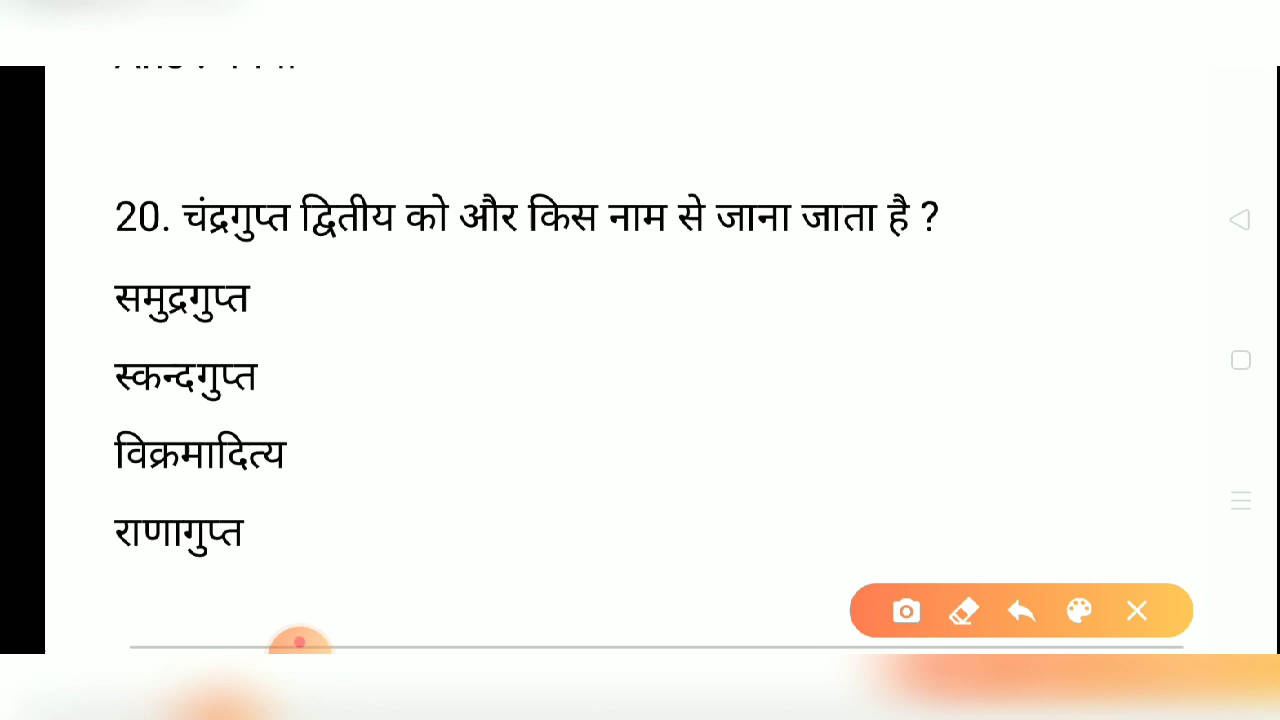 20. चंद्रगुप्त द्वितीय को और किस नाम से जाना जाता है ?
समुद्रगुप्त
स्कन्दगुप्त
विक्रमादित्य
राणागुप्त